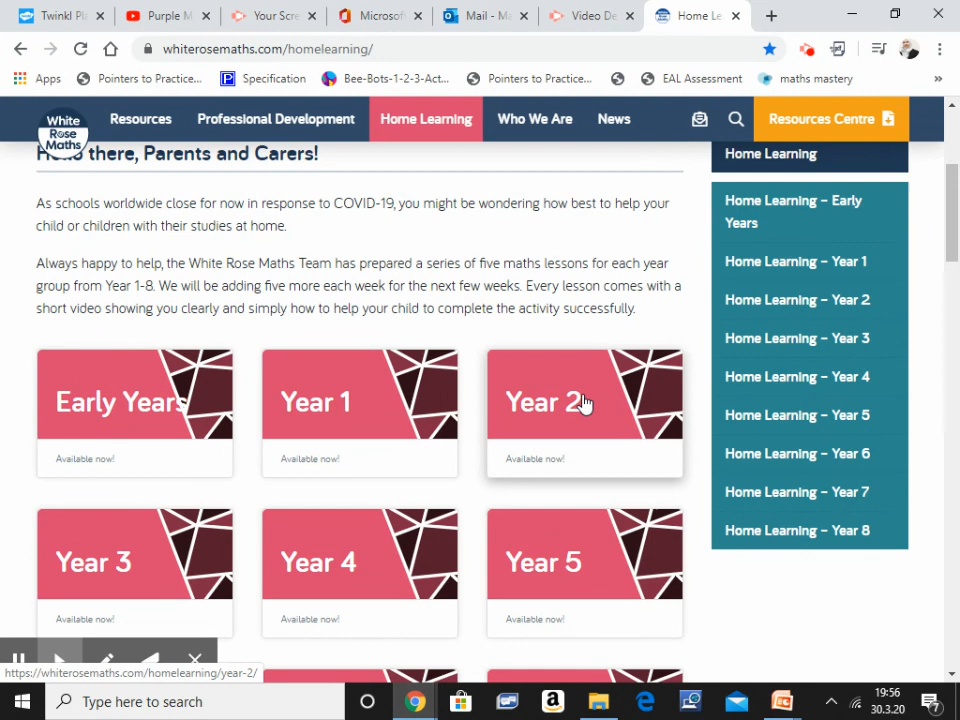 Twinkl Pl
Purple M
Your Scre
Microsof
Mail - Ma
Video De
Home Le
whiterosemaths.com/homelearning/
Apps
Pointers to Practice...
Specification
Bee-Bots-1-2-3-Act...
Pointers to Practice...
EAL Assessment
maths mastery
»
White
Rose
Maths
Resources
Professional Development
Home Learning
Who We Are
News
Resources Centre
Hello there, Parents and Carers!
As schools worldwide close for now in response to COVID-19, you might be wondering how best to help your
child or children with their studies at home.
Always happy to help, the White Rose Maths Team has prepared a series of five maths lessons for each year
group from Year 1-8. We will be adding five more each week for the next few weeks. Every lesson comes with a
short video showing you clearly and simply how to help your child to complete the activity successfully.
Early Years
Available now!
Year 1
Available now!
Year 2
Available now!
Year 3
Available now!
Year 4
Available now!
Year 5
Available now!
Home Learning
Home Learning – Early
Years
Home Learning – Year 1
Home Learning – Year 2
Home Learning – Year 3
Home Learning – Year 4
Home Learning – Year 5
Home Learning – Year 6
Home Learning – Year 7
Home Learning – Year 8
https://whiterosemaths.com/homelearning/year-2/
Type here to search
19:56
30.3.20
7